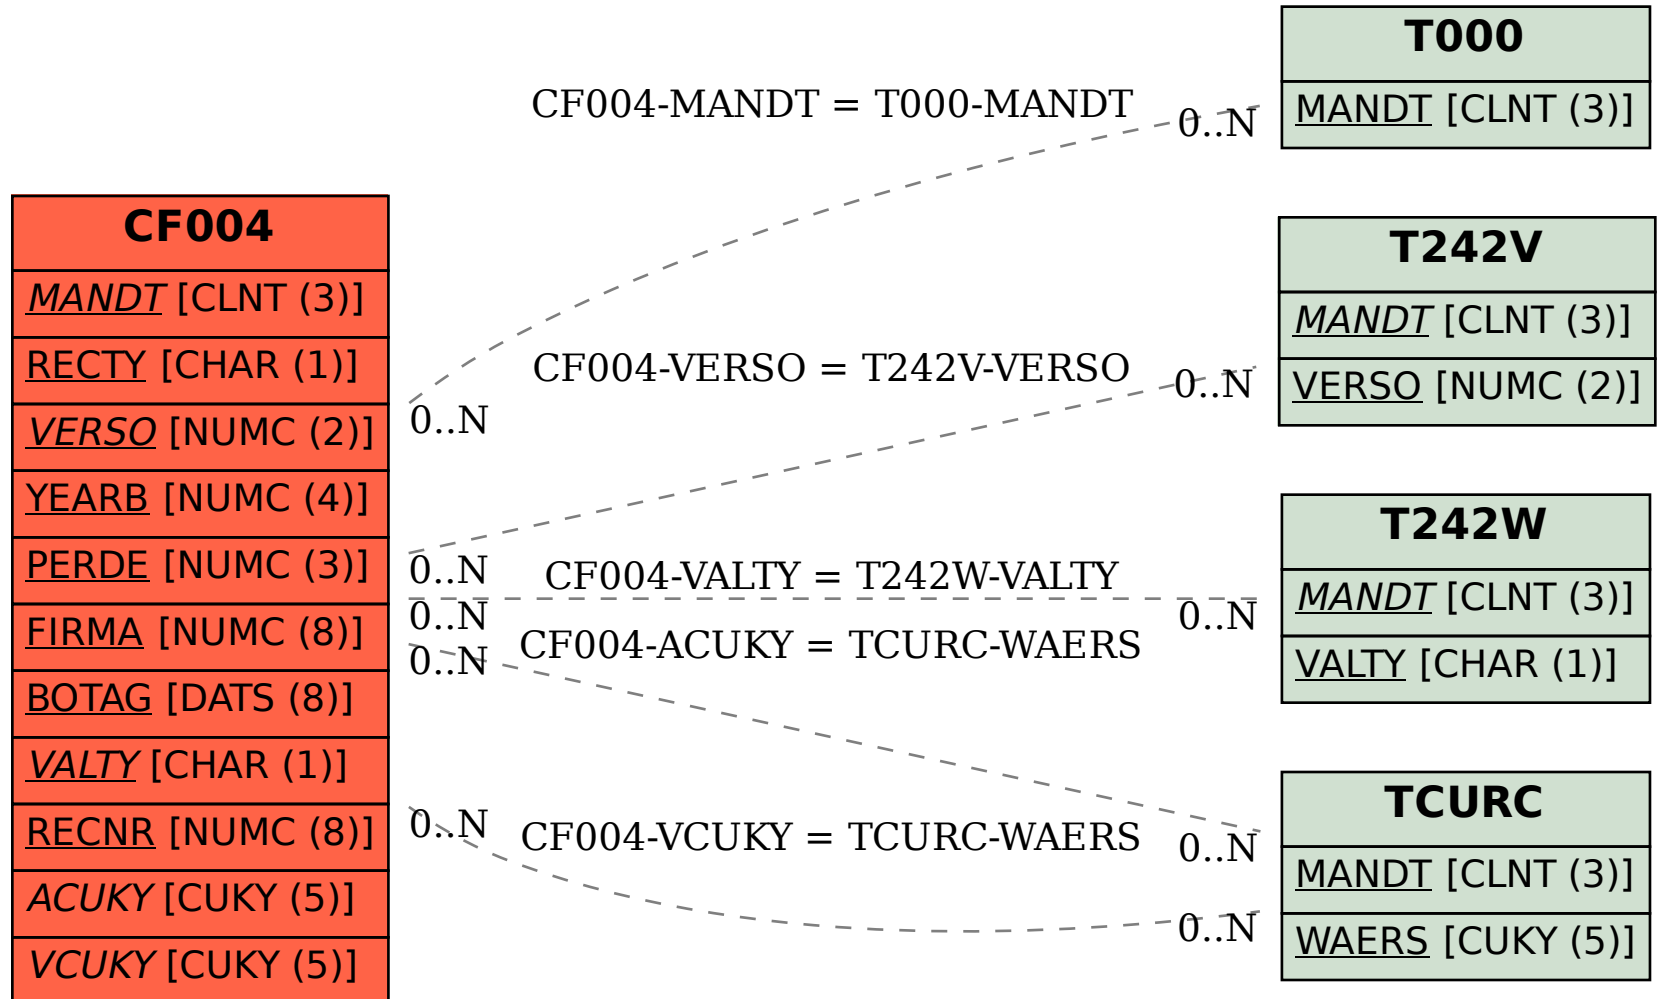 CF004
MANDT [CLNT (3)]
RECTY [CHAR (1)]
VERSO [NUMC (2)]
YEARB [NUMC (4)]
PERDE [NUMC (3)]
FIRMA [NUMC (8)]
BOTAG [DATS (8)]
VALTY [CHAR (1)]
RECNR [NUMC (8)]
ACUKY [CUKY (5)]
VCUKY [CUKY (5)]
CF004-MANDT = T000-MANDT
0..N
0..N
CF004-VERSO = T242V-VERSO
0..N
0..N
CF004-VALTY = T242W-VALTY
0..N
0..N
CF004-ACUKY = TCURC-WAERS
0..N
0..N
CF004-VCUKY = TCURC-WAERS
0..N
0..N
T000
MANDT [CLNT (3)]
T242V
MANDT [CLNT (3)]
VERSO [NUMC (2)]
T242W
MANDT [CLNT (3)]
VALTY [CHAR (1)]
TCURC
MANDT [CLNT (3)]
WAERS [CUKY (5)]